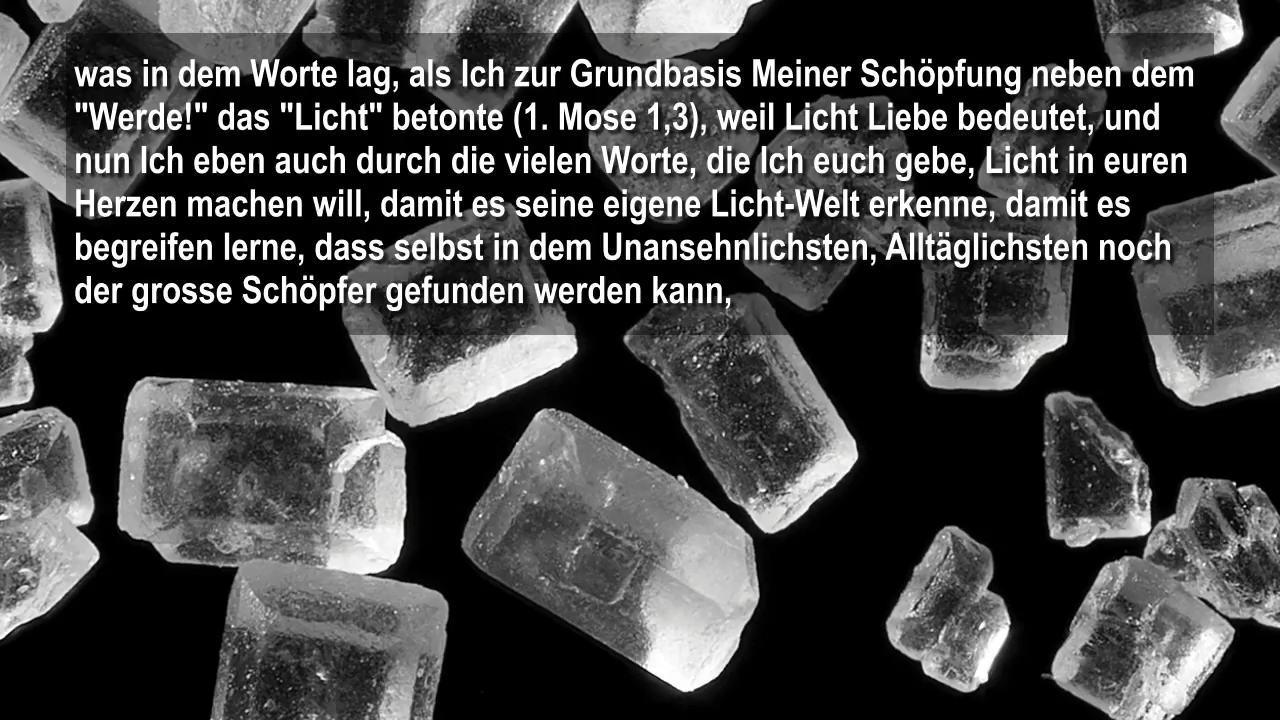 was in dem Worte lag, als Ich zur Grundbasis Meiner Schöpfung neben dem
"Werde!" das "Licht" betonte (1. Mose 1,3), weil Licht Liebe bedeutet, und
nun Ich eben auch durch die vielen Worte, die Ich euch gebe, Licht in euren
Herzen machen will, damit es seine eigene Licht-Welt erkenne, damit es
begreifen lerne, dass selbst in dem Unansehnlichsten, Alltäglichsten noch
der grosse Schöpfer gefunden werden kann,